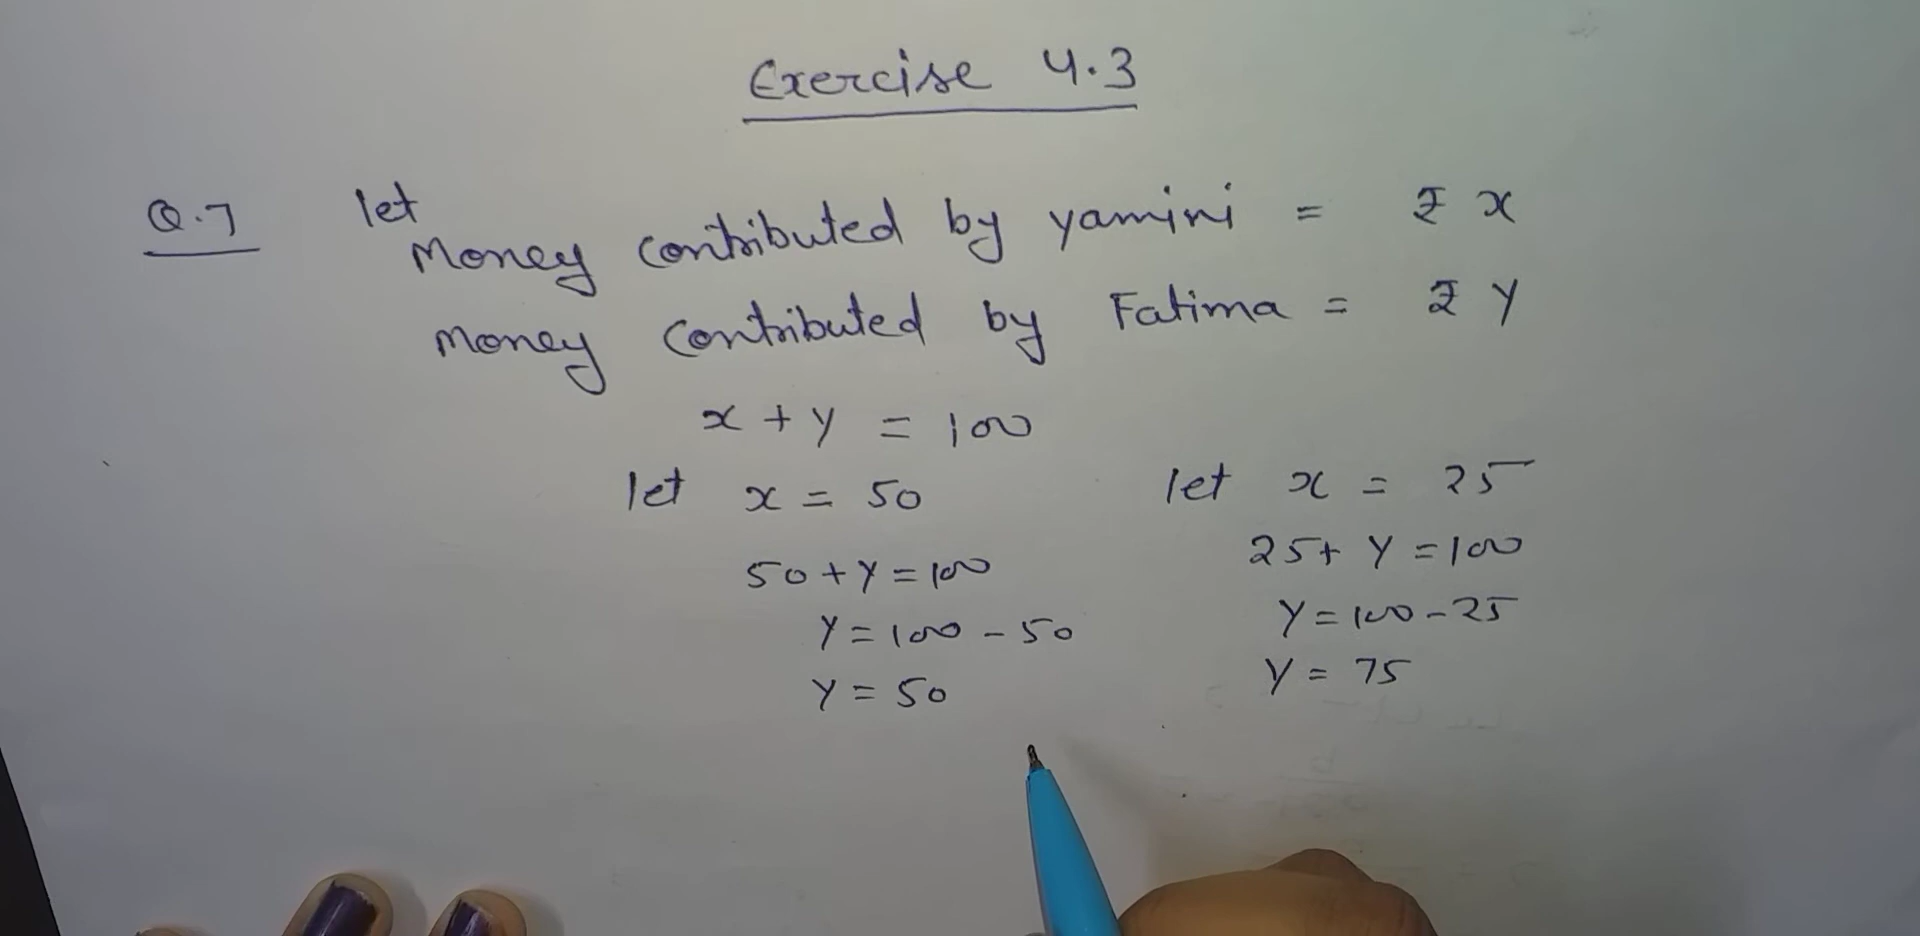 Exercise 4.3
Q.7 let
Money contributed by yamini = ₹ x
Money contributed by Fatima = ₹ y
x + y = 100
let x = 50
50 + y = 100
y = 100 - 50
y = 50
let x = 25
25 + y = 100
y = 100 - 25
y = 75